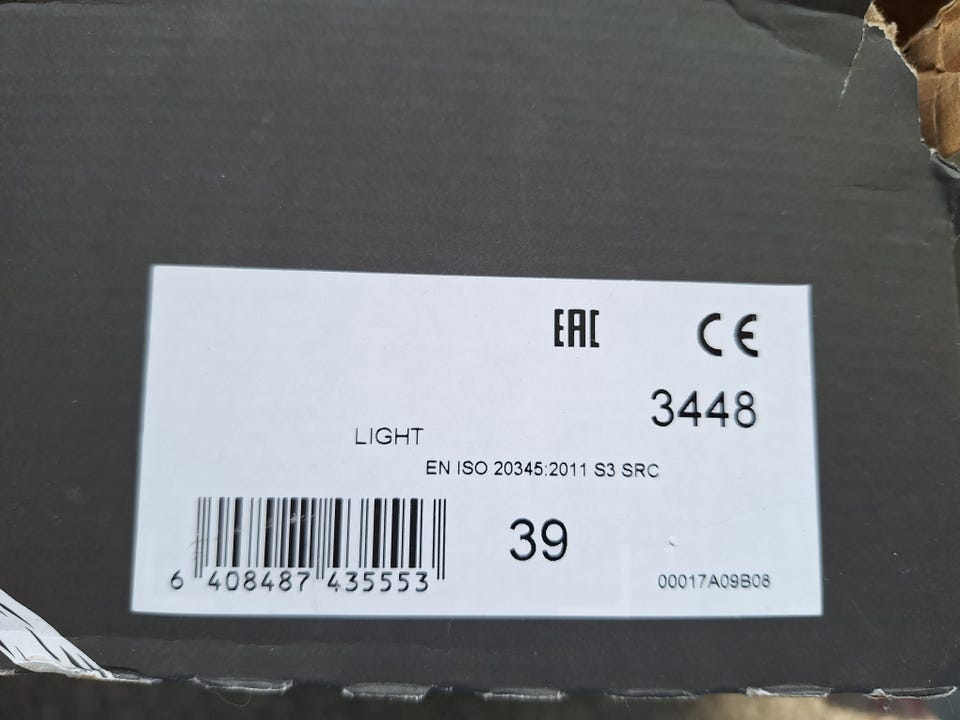 EAC CE
3448
LIGHT
EN ISO 20345:2011 S3 SRC
39
6 408487 435553
00017A09B08